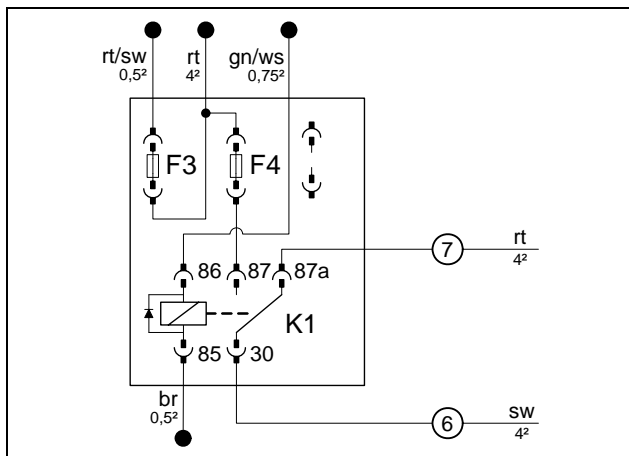 rt/sw
0,5²
rt
4²
gn/ws
0,75²
F3
F4
7
rt
4²
86
87
87a
K1
85
30
br
0,5²
6
sw
4²